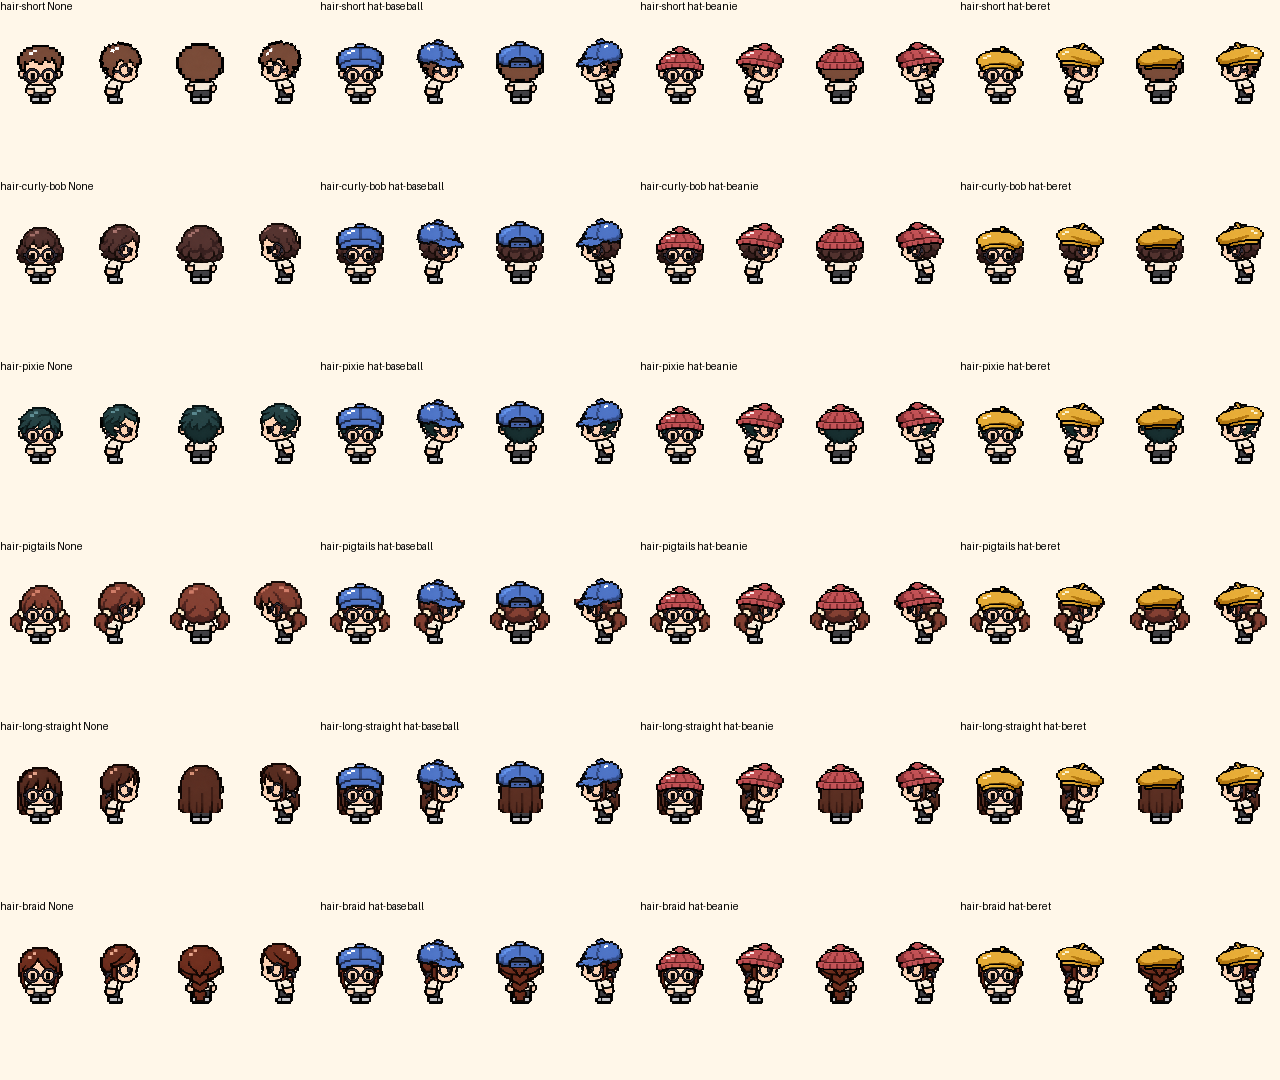 hair-short None
hair-short hat-baseball
hair-short hat-beanie
hair-short hat-beret
hair-curly-bob None
hair-curly-bob hat-baseball
hair-curly-bob hat-beanie
hair-curly-bob hat-beret
hair-pixie None
hair-pixie hat-baseball
hair-pixie hat-beanie
hair-pixie hat-beret
hair-pigtails None
hair-pigtails hat-baseball
hair-pigtails hat-beanie
hair-pigtails hat-beret
hair-long-straight None
hair-long-straight hat-baseball
hair-long-straight hat-beanie
hair-long-straight hat-beret
hair-braid None
hair-braid hat-baseball
hair-braid hat-beanie
hair-braid hat-beret